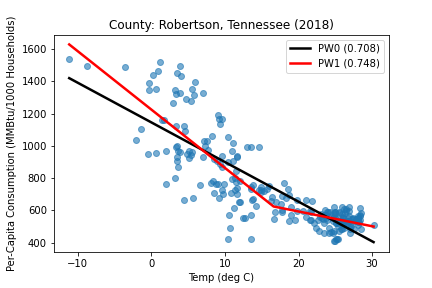 County: Robertson, Tennessee (2018)
PW0 (0.708)
PW1 (0.748)
Per-Capita Consumption (MMBtu/1000 Households)
1600
1400
1200
1000
800
600
400
−10
0
10
20
30
Temp (deg C)